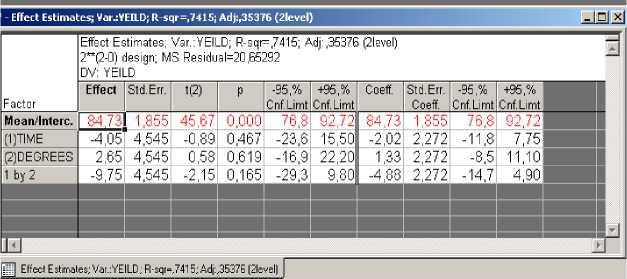 - Effect Estimates; Var.:YEILD; R-sqr=,7415; Adj:,35376 (2level)
Effect Estimates; Var.:YEILD; R-sqr=,7415; Adj:,35376 (2level)
2**(2-0) design; MS Residual=20,65292
DV: YEILD
Factor Effect Std.Err. t(2) p -95,% Cnf.Limt +95,% Cnf.Limt Coeff. Std.Err. Coeff. -95,% Cnf.Limt +95,% Cnf.Limt
Mean/Interc. 84,73 1,855 45,67 0,000 76,8 92,72 84,73 1,855 76,8 92,72
(1)TIME -4,05 4,545 -0,89 0,467 -23,6 15,50 -2,02 2,272 -11,8 7,75
(2)DEGREES 2,65 4,545 0,58 0,619 -16,9 22,20 1,33 2,272 -8,5 11,10
1 by 2 -9,75 4,545 -2,15 0,165 -29,3 9,80 -4,88 2,272 -14,7 4,90
Effect Estimates; Var.:YEILD; R-sqr=,7415; Adj:,35376 (2level)